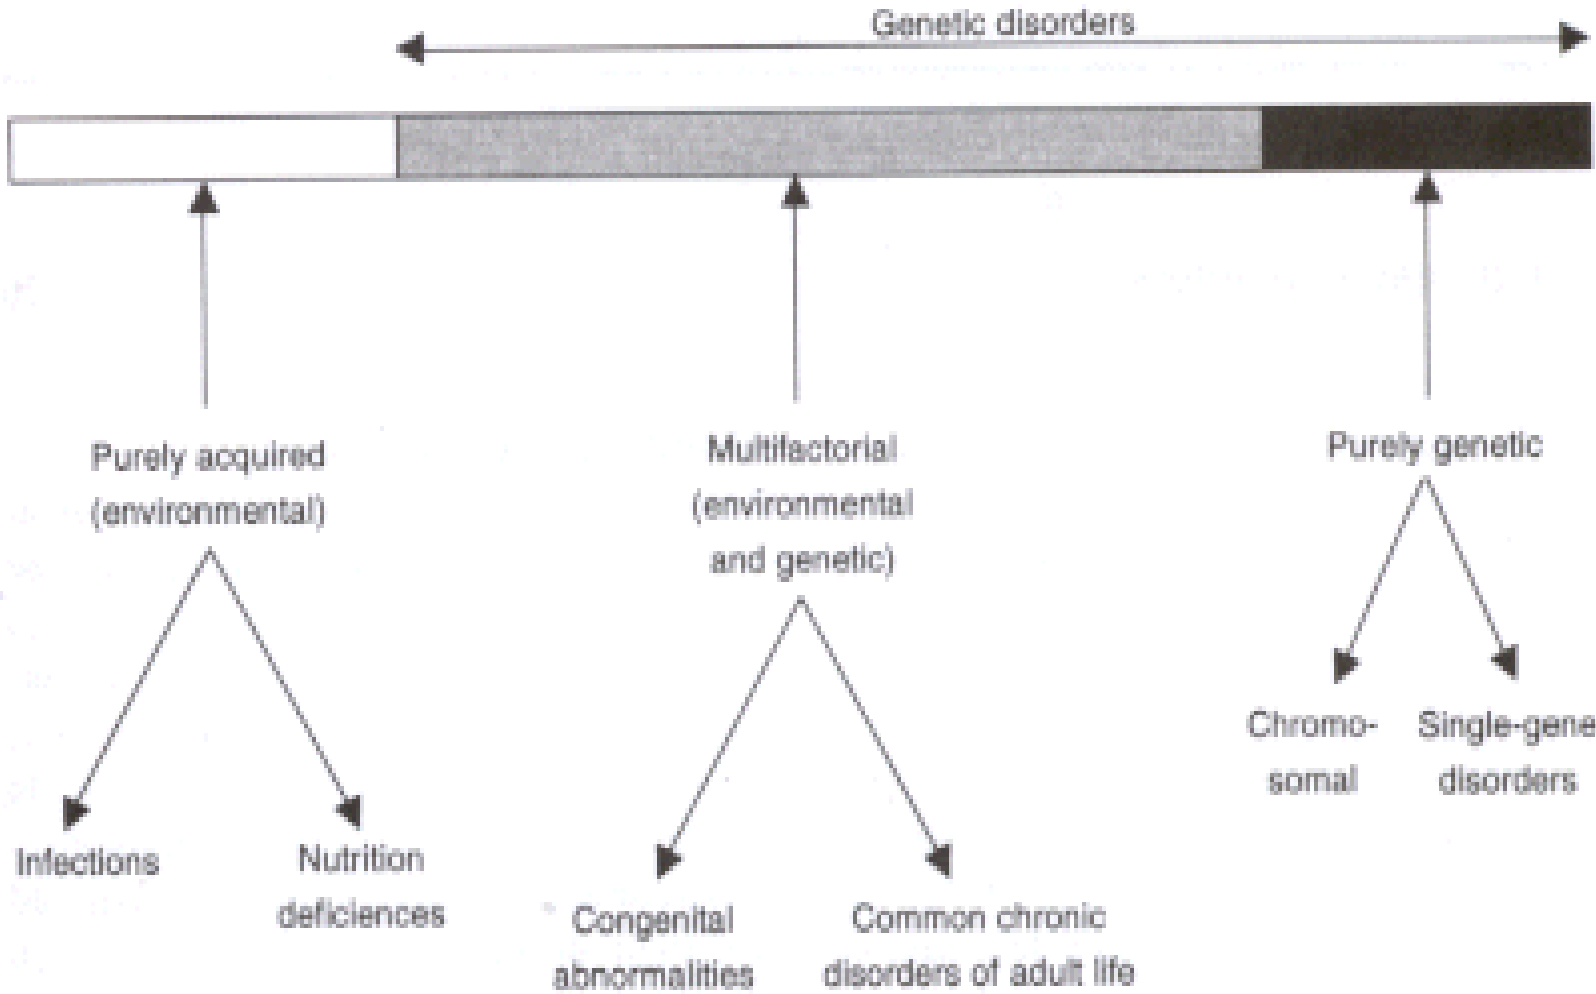 Genetic disorders
Purely acquired
(environmental)
Multifactorial
(environmental
and genetic)
Purely genetic
Infections
Nutrition
deficiences
Congenital
abnormalities
Common chronic
disorders of adult life
Chromo-
somal
Single-gene
disorders